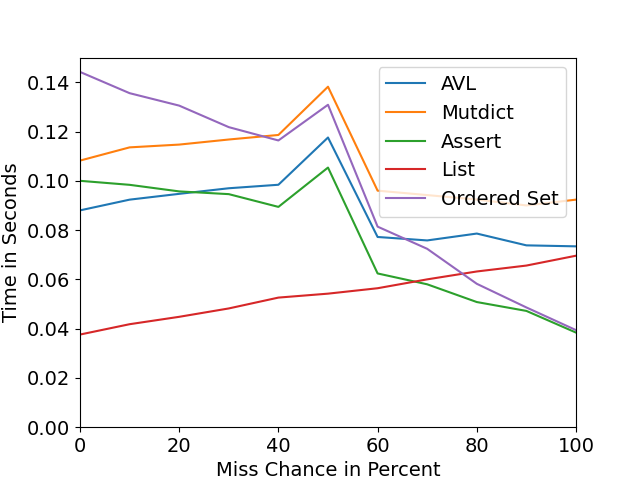 0.14
0.12
0.10
0.08
0.06
0.04
0.02
0.00
Time in Seconds
AVL
Mutdict
Assert
List
Ordered Set
0 20 40 60 80 100
Miss Chance in Percent